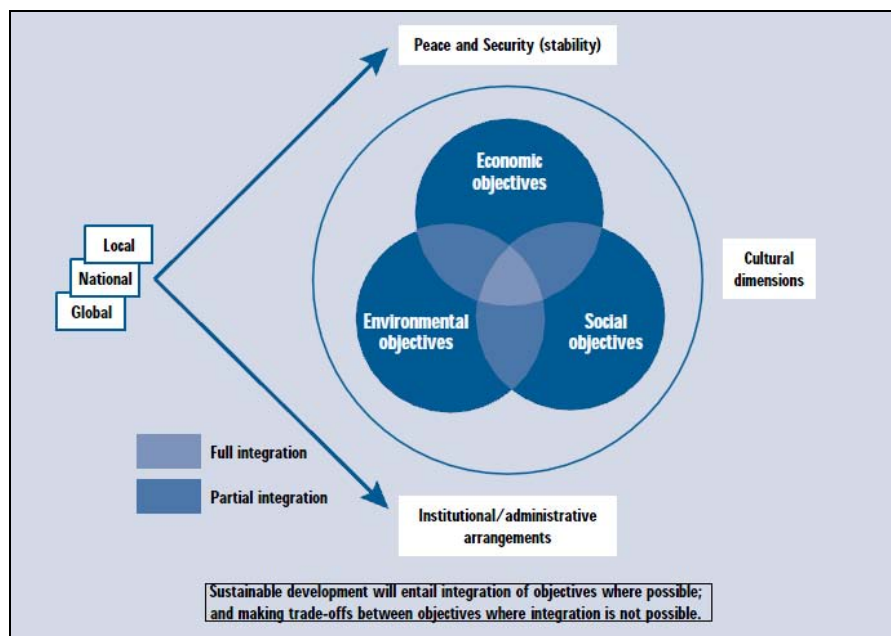 Peace and Security (stability)
Economic
objectives
Local
National
Global
Cultural
dimensions
Environmental
objectives
Social
objectives
Full integration
Partial integration
Institutional/administrative
arrangements
Sustainable development will entail integration of objectives where possible;
and making trade-offs between objectives where integration is not possible.